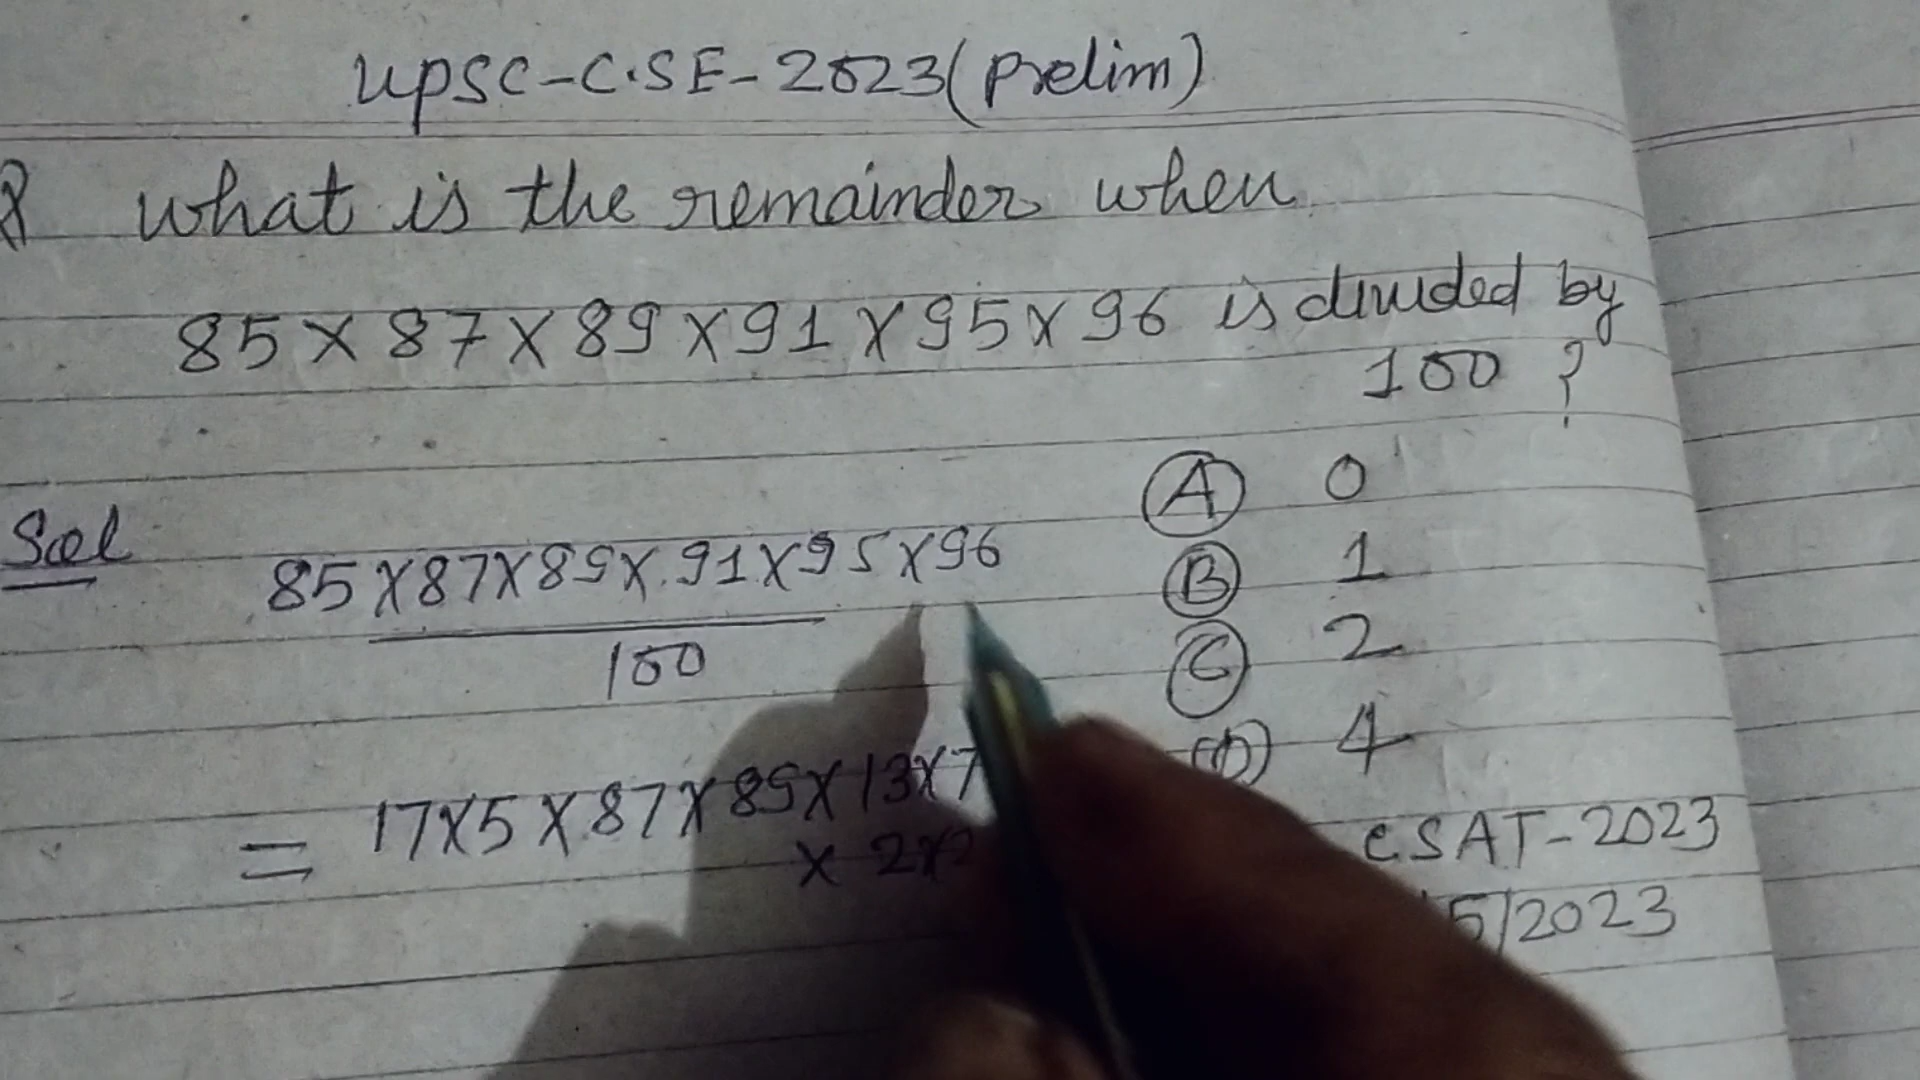 UPSC-C.SE-2023(Prelim)
Q what is the remainder when
85 X 87 X 89 X 91 X 95 X 96 is divided by
100 ?
Sol
85 X 87 X 89 X 91 X 95 X 96
100
= 17X5 X 87 X 89 X 13 X 7
X 2 X
(A) 0
(B) 1
(C) 2
(D) 4
CSAT-2023
5/2023